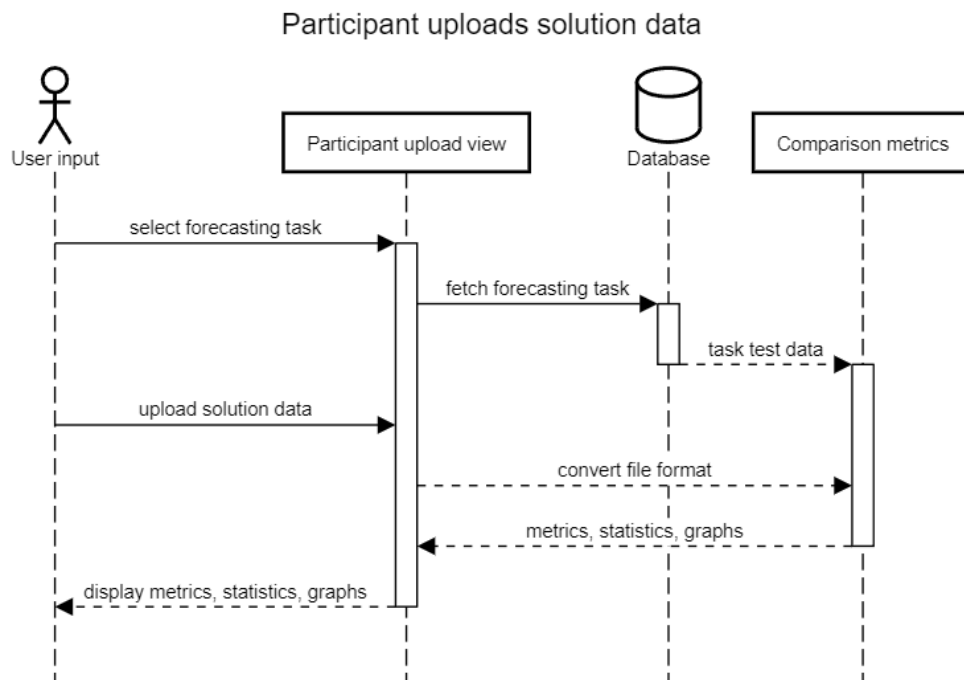 Participant uploads solution data
User input
Participant upload view
Database
Comparison metrics
select forecasting task
fetch forecasting task
task test data
upload solution data
convert file format
metrics, statistics, graphs
display metrics, statistics, graphs